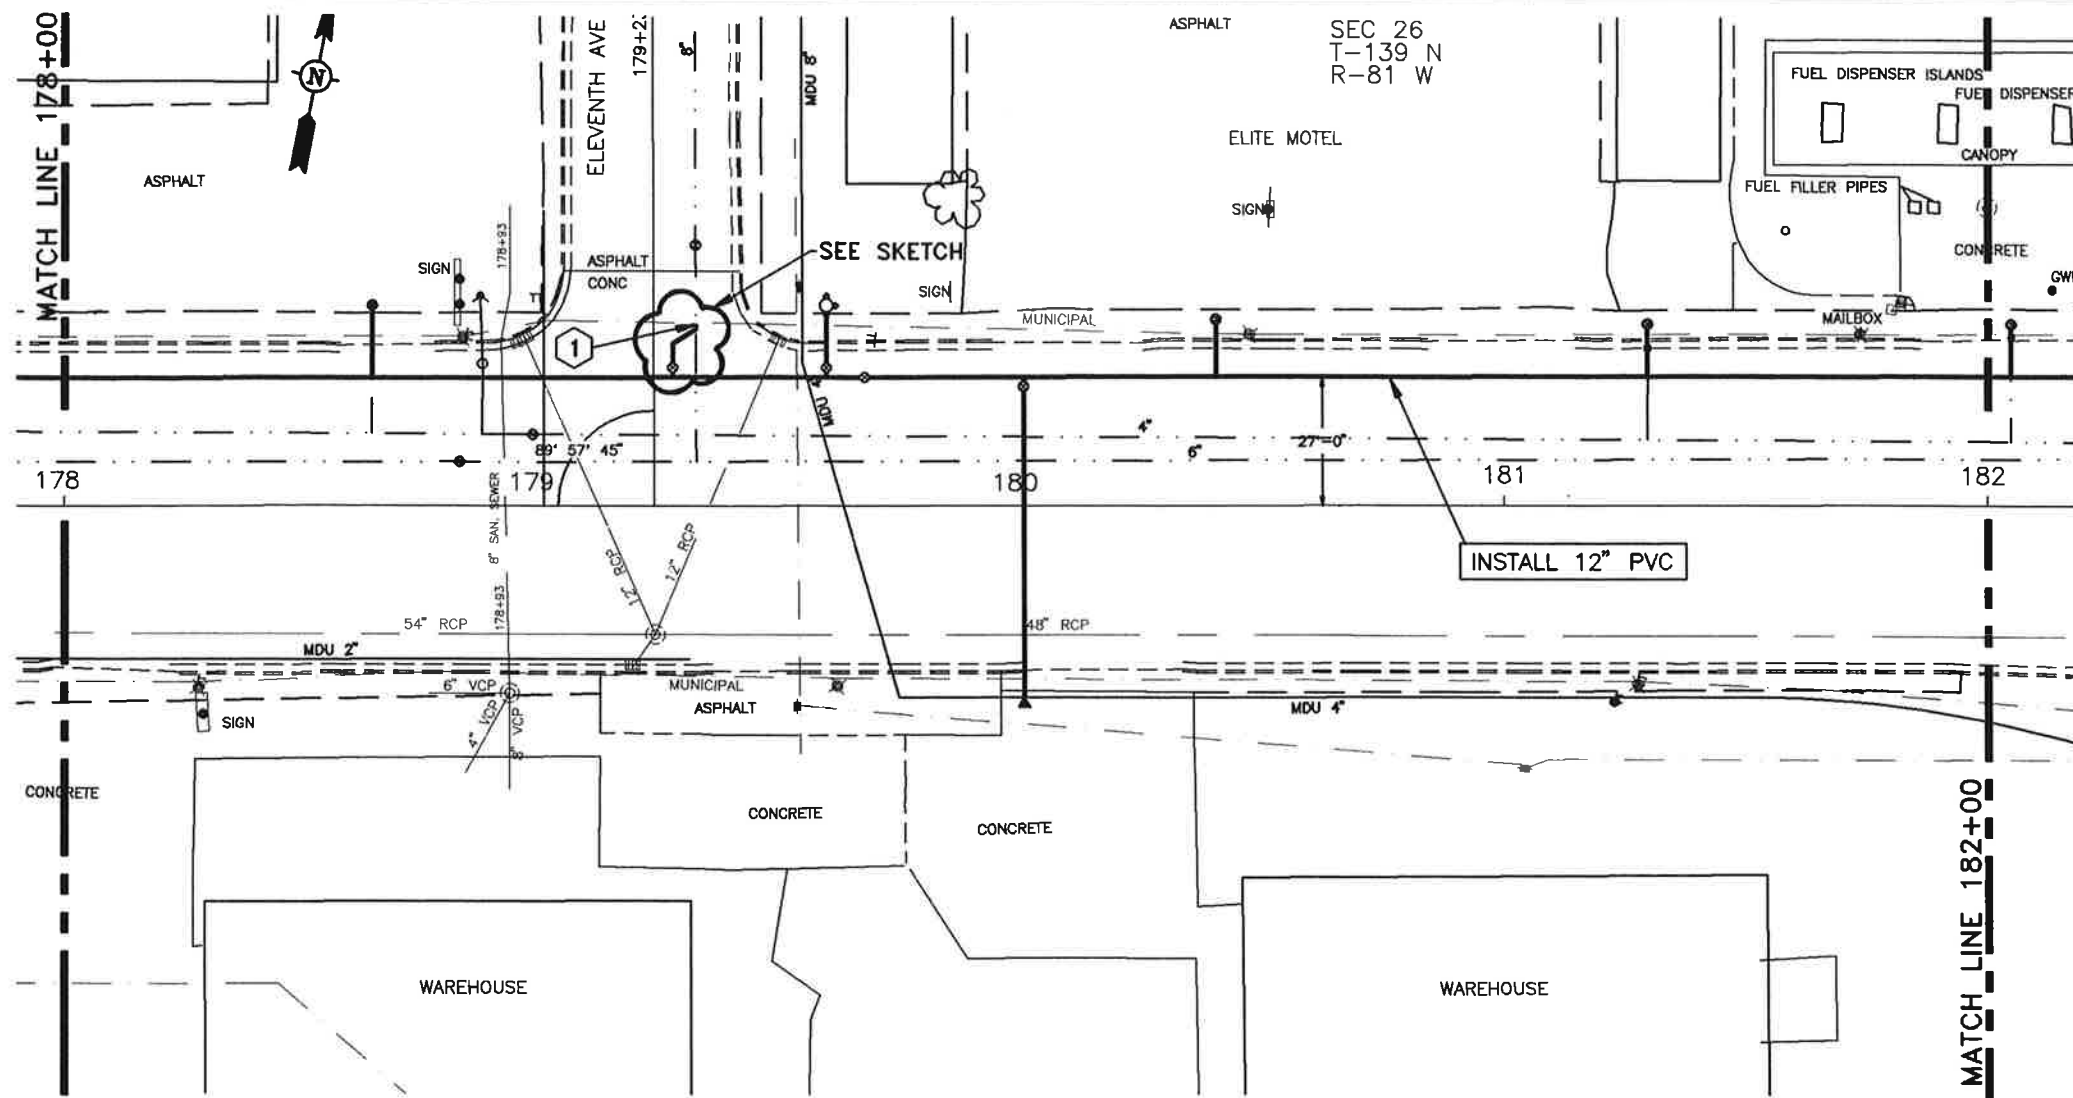 MATCH LINE 178+00
N
ASPHALT
ELEVENTH AVE
8"
MDU 8"
ASPHALT
SEC 26
T-139 N
R-81 W
ELITE MOTEL
SIGN
FUEL DISPENSER ISLANDS
FUEL DISPENSER
CANOPY
FUEL FILLER PIPES
CONCRETE
MAILBOX
178+93
SIGN
ASPHALT
CONC
SEE SKETCH
SIGN
MUNICIPAL
1
MDU
4"
6"
27'-0"
89° 57' 45"
178
179
180
181
182
8" SAN. SEWER
178+93
12" RCP
12" RCP
INSTALL 12" PVC
54" RCP
48" RCP
MDU 2"
6" VCP
MUNICIPAL
ASPHALT
MDU 4"
SIGN
4" VCP
8" VCP
CONCRETE
CONCRETE
CONCRETE
WAREHOUSE
WAREHOUSE
MATCH LINE 182+00